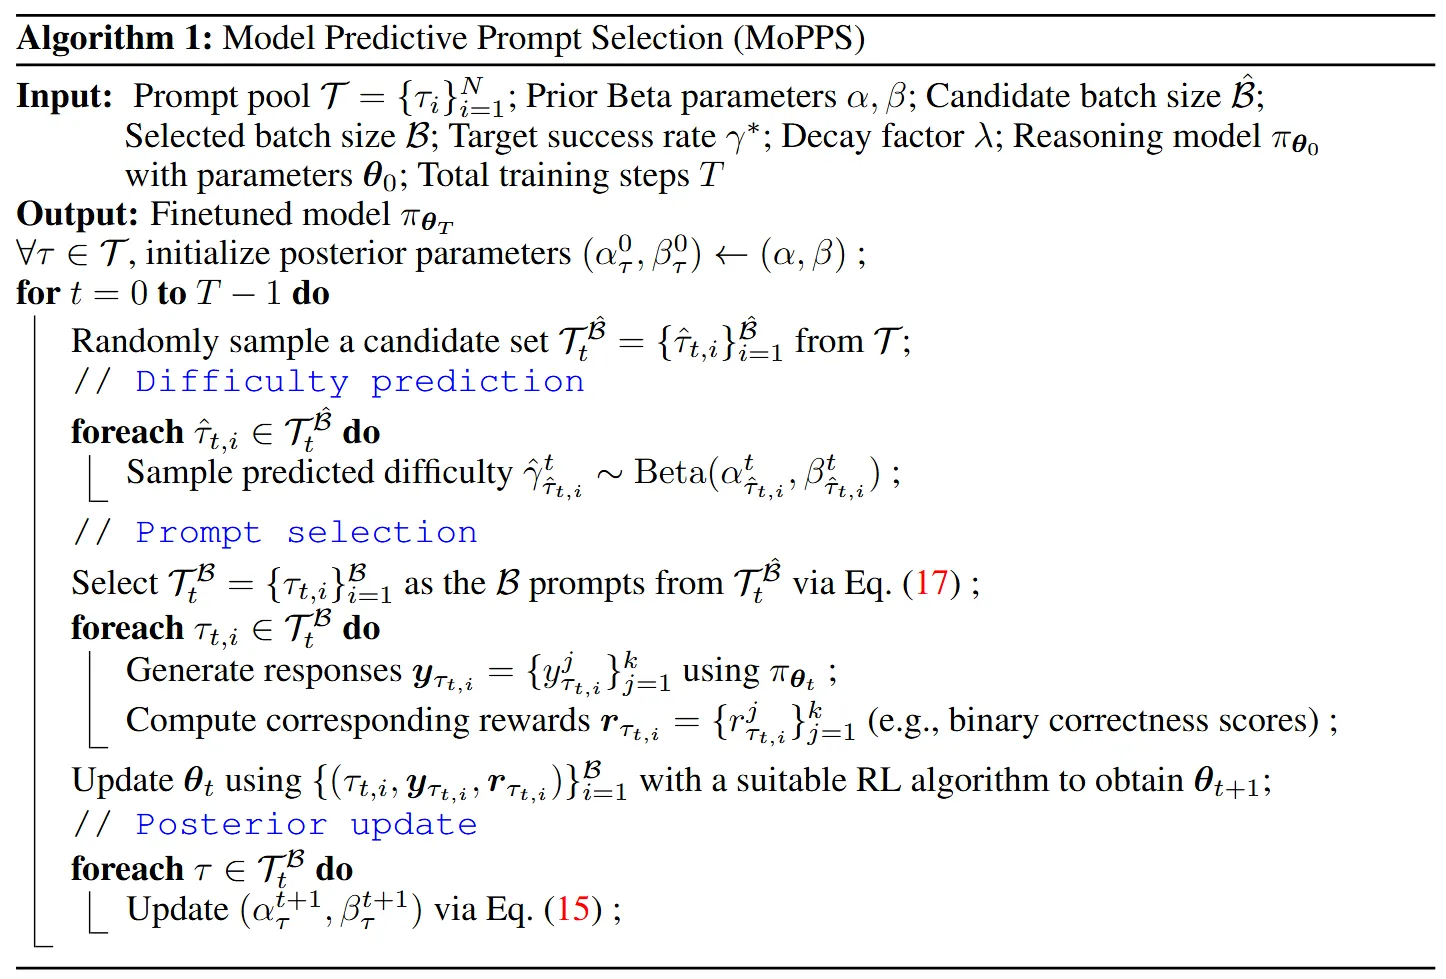 Algorithm 1: Model Predictive Prompt Selection (MoPPS)
Input: Prompt pool $\mathcal{T} = \{\tau_i\}_{i=1}^{N}$; Prior Beta parameters $\alpha, \beta$; Candidate batch size $\hat{\mathcal{B}}$;
Selected batch size $\mathcal{B}$; Target success rate $\gamma^*$; Decay factor $\lambda$; Reasoning model $\pi_{\boldsymbol{\theta}_0}$
with parameters $\boldsymbol{\theta}_0$; Total training steps $T$
Output: Finetuned model $\pi_{\boldsymbol{\theta}_T}$
$\forall \tau \in \mathcal{T}$, initialize posterior parameters $(\alpha_\tau^0, \beta_\tau^0) \leftarrow (\alpha, \beta)$ ;
for $t = 0$ to $T - 1$ do
Randomly sample a candidate set $\mathcal{T}_t^{\hat{\mathcal{B}}} = \{\hat{\tau}_{t,i}\}_{i=1}^{\hat{\mathcal{B}}}$ from $\mathcal{T}$;
// Difficulty prediction
foreach $\hat{\tau}_{t,i} \in \mathcal{T}_t^{\hat{\mathcal{B}}}$ do
Sample predicted difficulty $\hat{\gamma}_{\hat{\tau}_{t,i}}^t \sim \mathrm{Beta}(\alpha_{\hat{\tau}_{t,i}}^t, \beta_{\hat{\tau}_{t,i}}^t)$ ;
// Prompt selection
Select $\mathcal{T}_t^{\mathcal{B}} = \{\tau_{t,i}\}_{i=1}^{\mathcal{B}}$ as the $\mathcal{B}$ prompts from $\mathcal{T}_t^{\hat{\mathcal{B}}}$ via Eq. (17) ;
foreach $\tau_{t,i} \in \mathcal{T}_t^{\mathcal{B}}$ do
Generate responses $\boldsymbol{y}_{\tau_{t,i}} = \{y_{\tau_{t,i}}^j\}_{j=1}^{k}$ using $\pi_{\boldsymbol{\theta}_t}$ ;
Compute corresponding rewards $\boldsymbol{r}_{\tau_{t,i}} = \{r_{\tau_{t,i}}^j\}_{j=1}^{k}$ (e.g., binary correctness scores) ;
Update $\boldsymbol{\theta}_t$ using $\{(\tau_{t,i}, \boldsymbol{y}_{\tau_{t,i}}, \boldsymbol{r}_{\tau_{t,i}})\}_{i=1}^{\mathcal{B}}$ with a suitable RL algorithm to obtain $\boldsymbol{\theta}_{t+1}$;
// Posterior update
foreach $\tau \in \mathcal{T}_t^{\mathcal{B}}$ do
Update $(\alpha_\tau^{t+1}, \beta_\tau^{t+1})$ via Eq. (15) ;